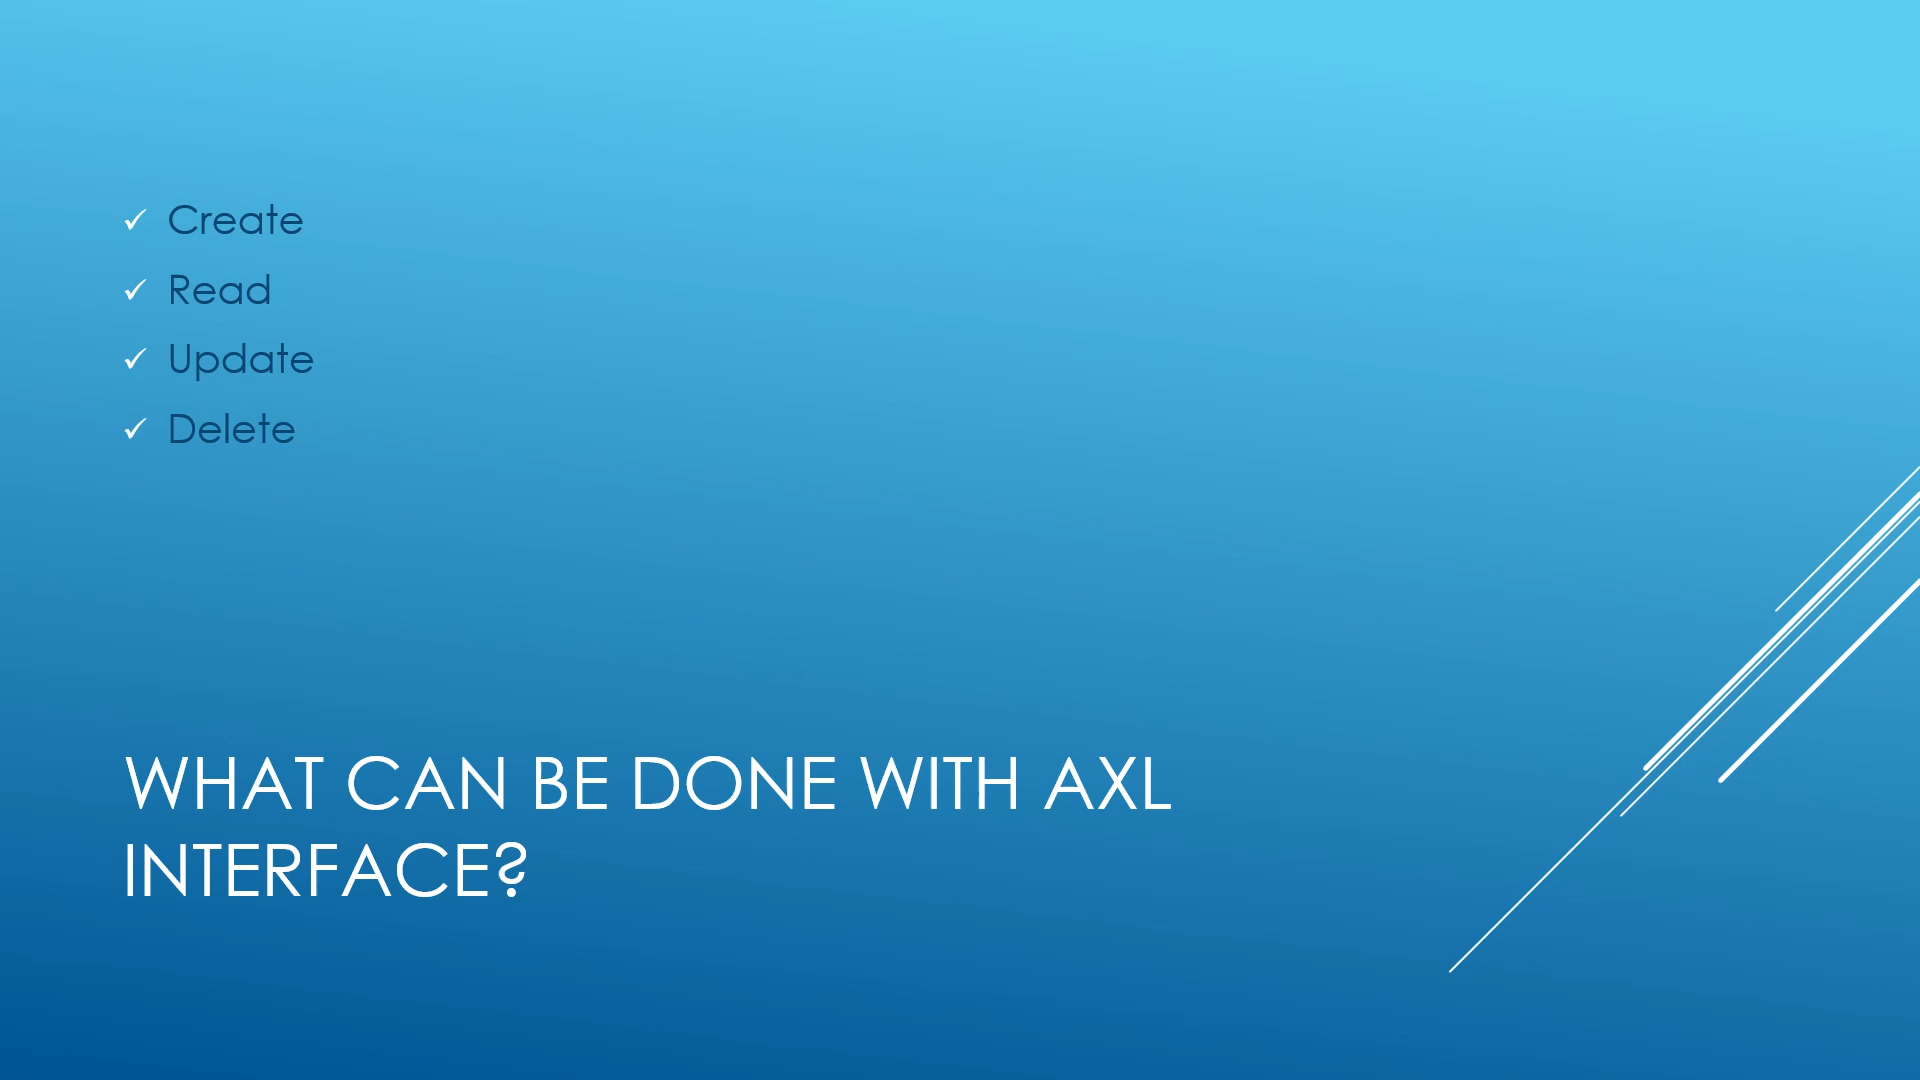 Create
Read
Update
Delete
WHAT CAN BE DONE WITH AXL
INTERFACE?